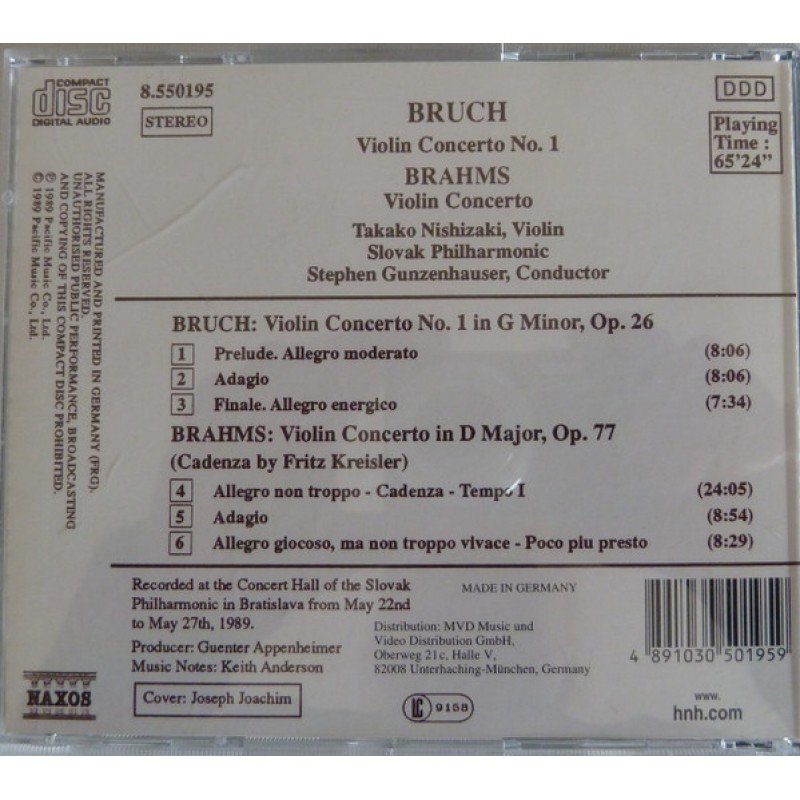 COMPACT
disc
DIGITAL AUDIO
8.550195
STEREO
BRUCH
Violin Concerto No. 1
BRAHMS
Violin Concerto
Takako Nishizaki, Violin
Slovak Philharmonic
Stephen Gunzenhauser, Conductor
DDD
Playing
Time :
65'24"
MANUFACTURED AND PRINTED IN GERMANY (FRG).
ALL RIGHTS RESERVED.
UNAUTHORISED PUBLIC PERFORMANCE, BROADCASTING
AND COPYING OF THIS COMPACT DISC PROHIBITED.
℗ 1989 Pacific Music Co., Ltd.
© 1989 Pacific Music Co., Ltd.
BRUCH: Violin Concerto No. 1 in G Minor, Op. 26
1 Prelude. Allegro moderato (8:06)
2 Adagio (8:06)
3 Finale. Allegro energico (7:34)
BRAHMS: Violin Concerto in D Major, Op. 77
(Cadenza by Fritz Kreisler)
4 Allegro non troppo - Cadenza - Tempo I (24:05)
5 Adagio (8:54)
6 Allegro giocoso, ma non troppo vivace - Poco piu presto (8:29)
Recorded at the Concert Hall of the Slovak
Philharmonic in Bratislava from May 22nd
to May 27th, 1989.
Producer: Guenter Appenheimer
Music Notes: Keith Anderson
Cover: Joseph Joachim
NAXOS
MADE IN GERMANY
Distribution: MVD Music und
Video Distribution GmbH,
Oberweg 21c, Halle V,
82008 Unterhaching-München, Germany
LC 9158
4 891030 501959
www.
hnh.com